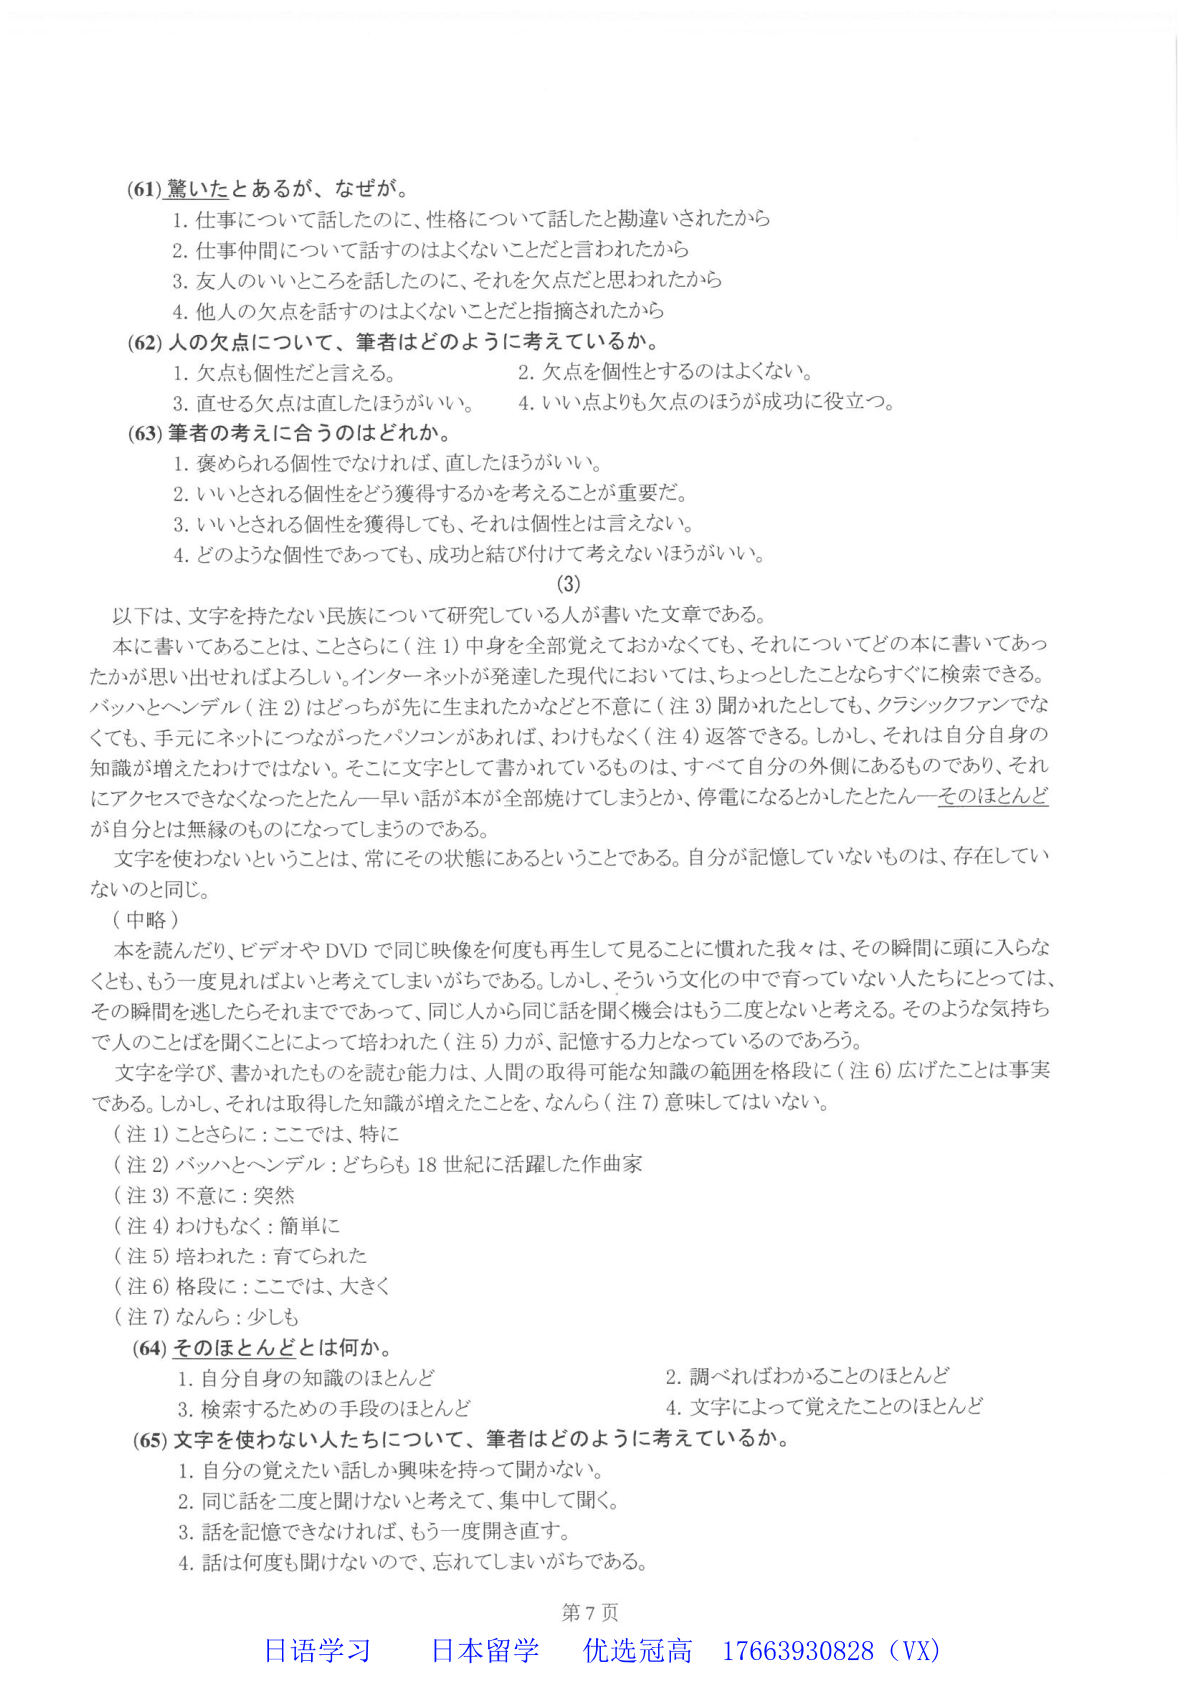 (61) 驚いたとあるが、なぜが。
1. 仕事について話したのに、性格について話したと勘違いされたから
2. 仕事仲間について話すのはよくないことだと言われたから
3. 友人のいいところを話したのに、それを欠点だと思われたから
4. 他人の欠点を話すのはよくないことだと指摘されたから
(62) 人の欠点について、筆者はどのように考えているか。
1. 欠点も個性だと言える。 2. 欠点を個性とするのはよくない。
3. 直せる欠点は直したほうがいい。 4. いい点よりも欠点のほうが成功に役立つ。
(63) 筆者の考えに合うのはどれか。
1. 褒められる個性でなければ、直したほうがいい。
2. いいとされる個性をどう獲得するかを考えることが重要だ。
3. いいとされる個性を獲得しても、それは個性とは言えない。
4. どのような個性であっても、成功と結び付けて考えないほうがいい。
(3)
以下は、文字を持たない民族について研究している人が書いた文章である。
本に書いてあることは、ことさらに(注1)中身を全部覚えておかなくても、それについてどの本に書いてあっ
たかが思い出せればよろしい。インターネットが発達した現代においては、ちょっとしたことならすぐに検索できる。
バッハとヘンデル(注2)はどっちが先に生まれたかなどと不意に(注3)聞かれたとしても、クラシックファンでな
くても、手元にネットにつながったパソコンがあれば、わけもなく(注4)返答できる。しかし、それは自分自身の
知識が増えたわけではない。そこに文字として書かれているものは、すべて自分の外側にあるものであり、それ
にアクセスできなくなったとたん—早い話が本が全部焼けてしまうとか、停電になるとかしたとたん—そのほとんど
が自分とは無縁のものになってしまうのである。
文字を使わないということは、常にその状態にあるということである。自分が記憶していないものは、存在してい
ないのと同じ。
(中略)
本を読んだり、ビデオやDVDで同じ映像を何度も再生して見ることに慣れた我々は、その瞬間に頭に入らな
くとも、もう一度見ればよいと考えてしまいがちである。しかし、そういう文化の中で育っていない人たちにとっては、
その瞬間を逃したらそれまでであって、同じ人から同じ話を聞く機会はもう二度とないと考える。そのような気持ち
で人のことばを聞くことによって培われた(注5)力が、記憶する力となっているのであろう。
文字を学び、書かれたものを読む能力は、人間の取得可能な知識の範囲を格段に(注6)広げたことは事実
である。しかし、それは取得した知識が増えたことを、なんら(注7)意味してはいない。
(注1)ことさらに：ここでは、特に
(注2)バッハとヘンデル：どちらも18世紀に活躍した作曲家
(注3)不意に：突然
(注4)わけもなく：簡単に
(注5)培われた：育てられた
(注6)格段に：ここでは、大きく
(注7)なんら：少しも
(64) そのほとんどとは何か。
1. 自分自身の知識のほとんど 2. 調べればわかることのほとんど
3. 検索するための手段のほとんど 4. 文字によって覚えたことのほとんど
(65) 文字を使わない人たちについて、筆者はどのように考えているか。
1. 自分の覚えたい話しか興味を持って聞かない。
2. 同じ話を二度と聞けないと考えて、集中して聞く。
3. 話を記憶できなければ、もう一度開き直す。
4. 話は何度も聞けないので、忘れてしまいがちである。
第7页
日语学习 日本留学 优选冠高 17663930828（VX）